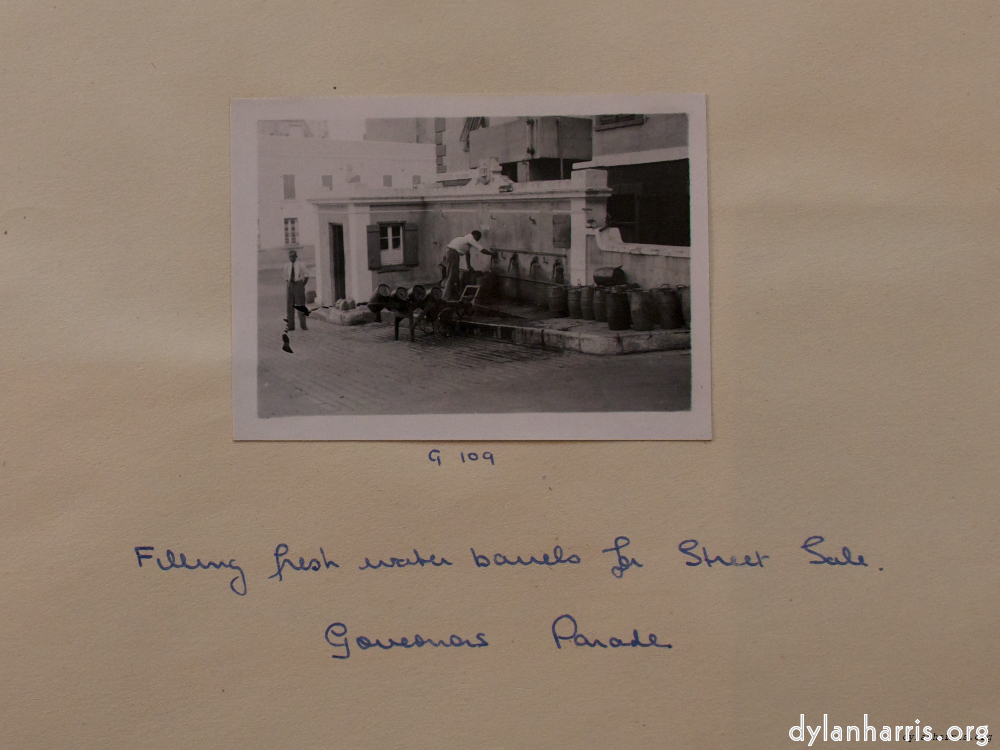 G 109
Filling fresh water barrels for Street Sale.
Governors Parade
dylanharris.org